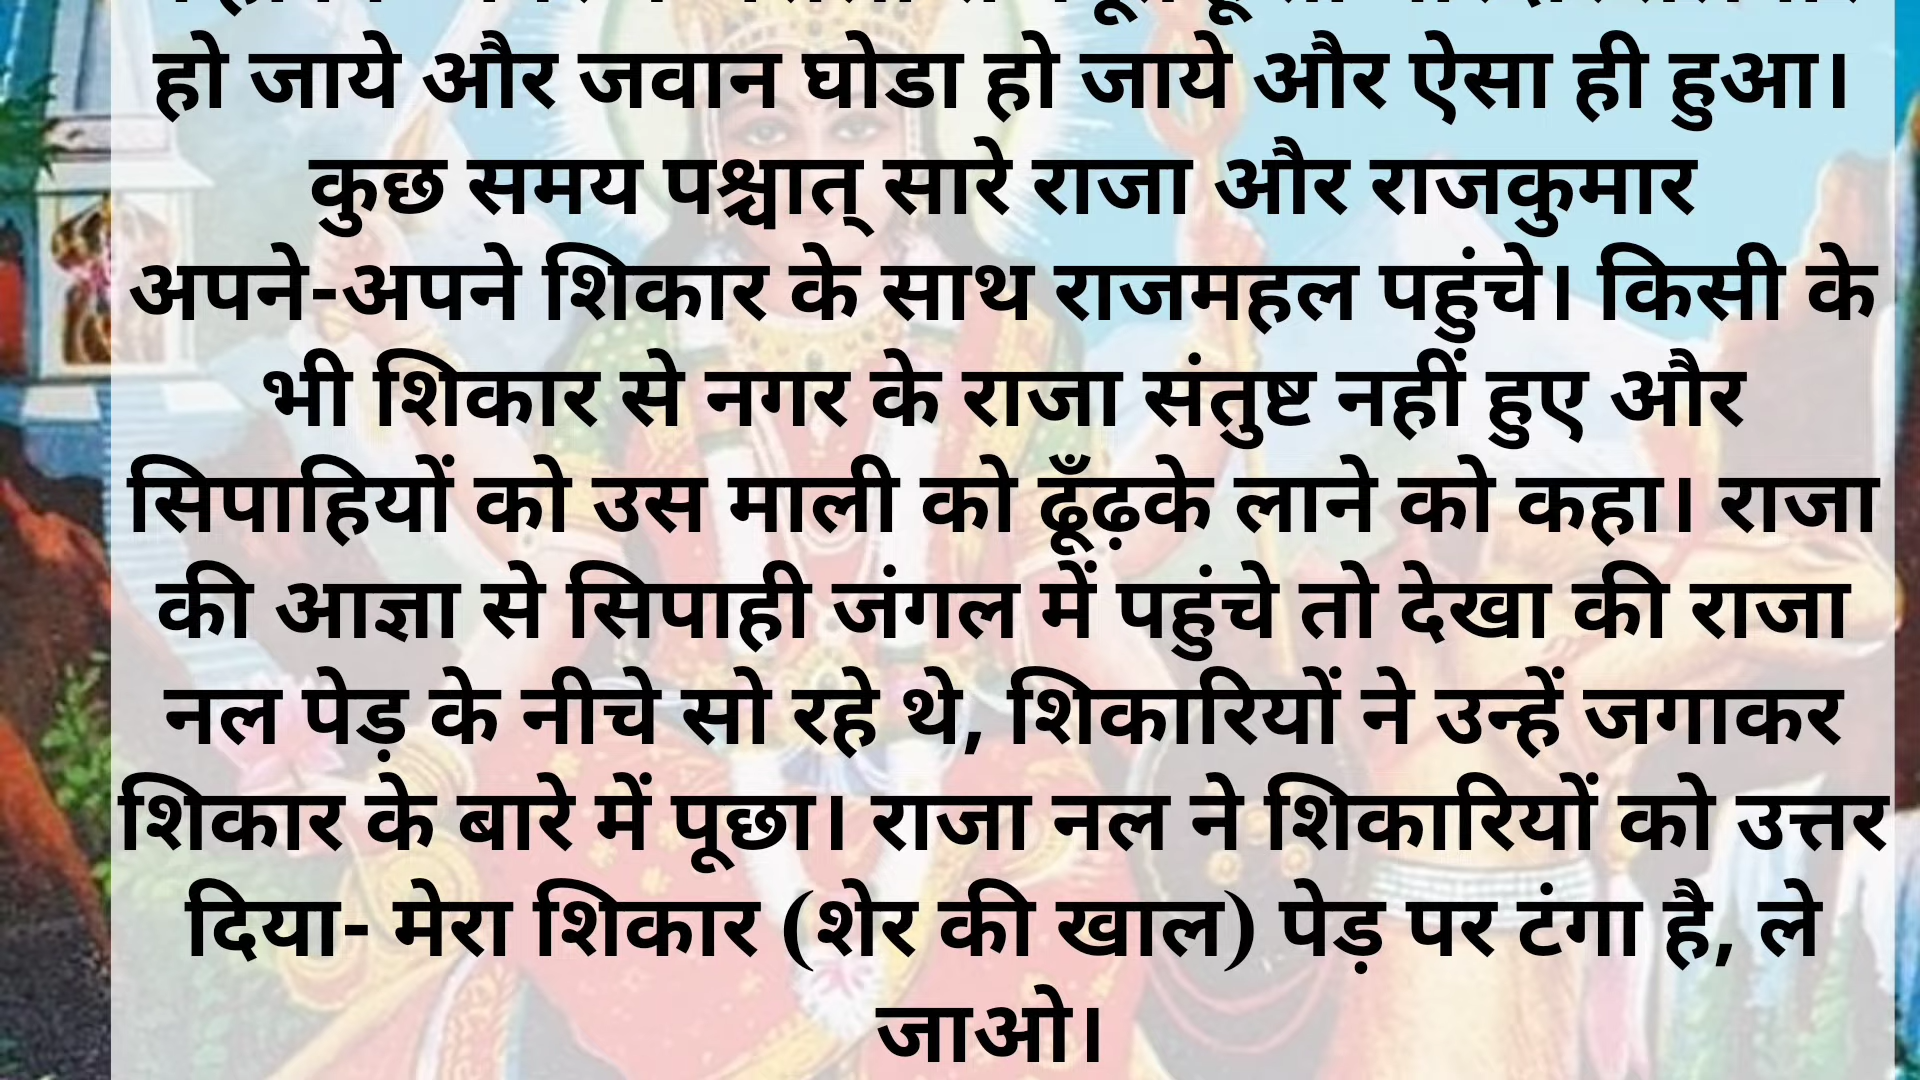 हो जाये और जवान घोडा हो जाये और ऐसा ही हुआ।
कुछ समय पश्चात् सारे राजा और राजकुमार
अपने-अपने शिकार के साथ राजमहल पहुंचे। किसी के
भी शिकार से नगर के राजा संतुष्ट नहीं हुए और
सिपाहियों को उस माली को ढूँढ़के लाने को कहा। राजा
की आज्ञा से सिपाही जंगल में पहुंचे तो देखा की राजा
नल पेड़ के नीचे सो रहे थे, शिकारियों ने उन्हें जगाकर
शिकार के बारे में पूछा। राजा नल ने शिकारियों को उत्तर
दिया- मेरा शिकार (शेर की खाल) पेड़ पर टंगा है, ले
जाओ।